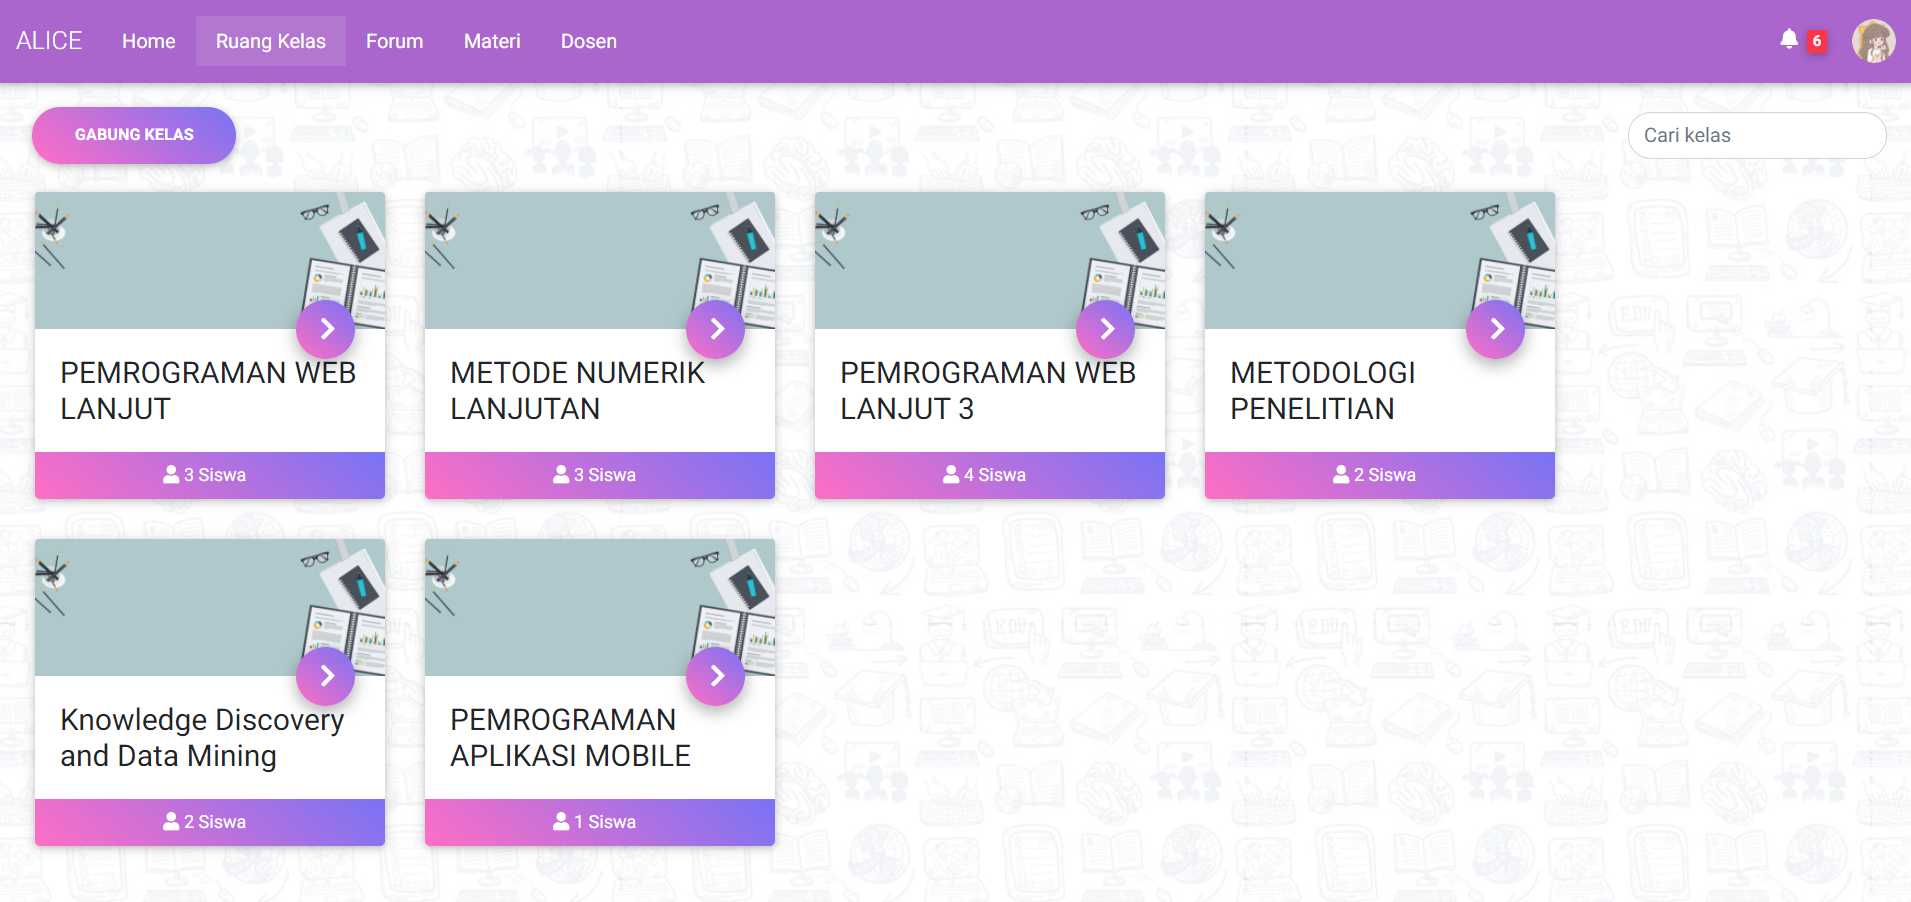 ALICE Home Ruang Kelas Forum Materi Dosen 6
GABUNG KELAS
Cari kelas
PEMROGRAMAN WEB
LANJUT
3 Siswa
METODE NUMERIK
LANJUTAN
3 Siswa
PEMROGRAMAN WEB
LANJUT 3
4 Siswa
METODOLOGI
PENELITIAN
2 Siswa
Knowledge Discovery
and Data Mining
2 Siswa
PEMROGRAMAN
APLIKASI MOBILE
1 Siswa